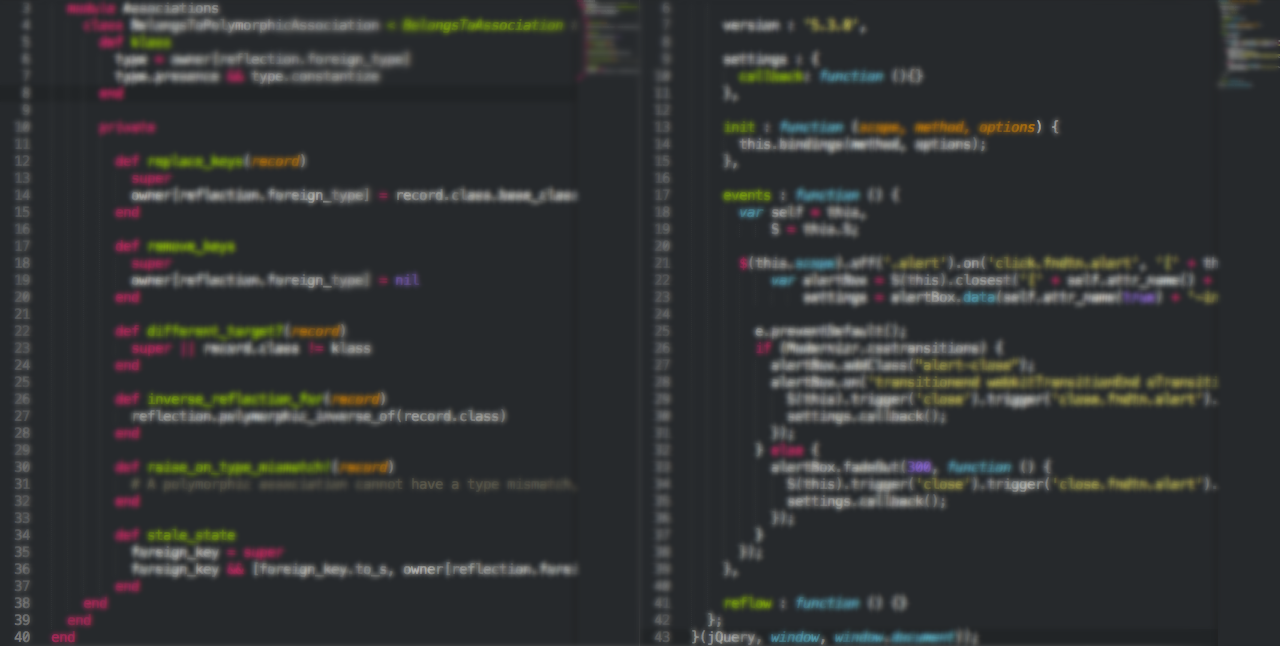 3 module Associations
4 class BelongsToPolymorphicAssociation < BelongsToAssociation
5 def klass
6 type = owner[reflection.foreign_type]
7 type.presence && type.constantize
8 end
9
10 private
11
12 def replace_keys(record)
13 super
14 owner[reflection.foreign_type] = record.class.base_class
15 end
16
17 def remove_keys
18 super
19 owner[reflection.foreign_type] = nil
20 end
21
22 def different_target?(record)
23 super || record.class != klass
24 end
25
26 def inverse_reflection_for(record)
27 reflection.polymorphic_inverse_of(record.class)
28 end
29
30 def raise_on_type_mismatch!(record)
31 # A polymorphic association cannot have a type mismatch,
32 end
33
34 def stale_state
35 foreign_key = super
36 foreign_key && [foreign_key.to_s, owner[reflection.fore
37 end
38 end
39 end
40 end
6
7 version : '5.3.0',
8
9 settings : {
10 callback: function (){}
11 },
12
13 init : function (scope, method, options) {
14 this.bindings(method, options);
15 },
16
17 events : function () {
18 var self = this,
19 S = this.S;
20
21 $(this.scope).off('.alert').on('click.fndtn.alert', '[' + th
22 var alertBox = S(this).closest('[' + self.attr_name() +
23 settings = alertBox.data(self.attr_name(true) + '-in
24
25 e.preventDefault();
26 if (Modernizr.csstransitions) {
27 alertBox.addClass("alert-close");
28 alertBox.on('transitionend webkitTransitionEnd oTransiti
29 S(this).trigger('close').trigger('close.fndtn.alert').
30 settings.callback();
31 });
32 } else {
33 alertBox.fadeOut(300, function () {
34 S(this).trigger('close').trigger('close.fndtn.alert').
35 settings.callback();
36 });
37 }
38 });
39 },
40
41 reflow : function () {}
42 };
43 }(jQuery, window, window.document));